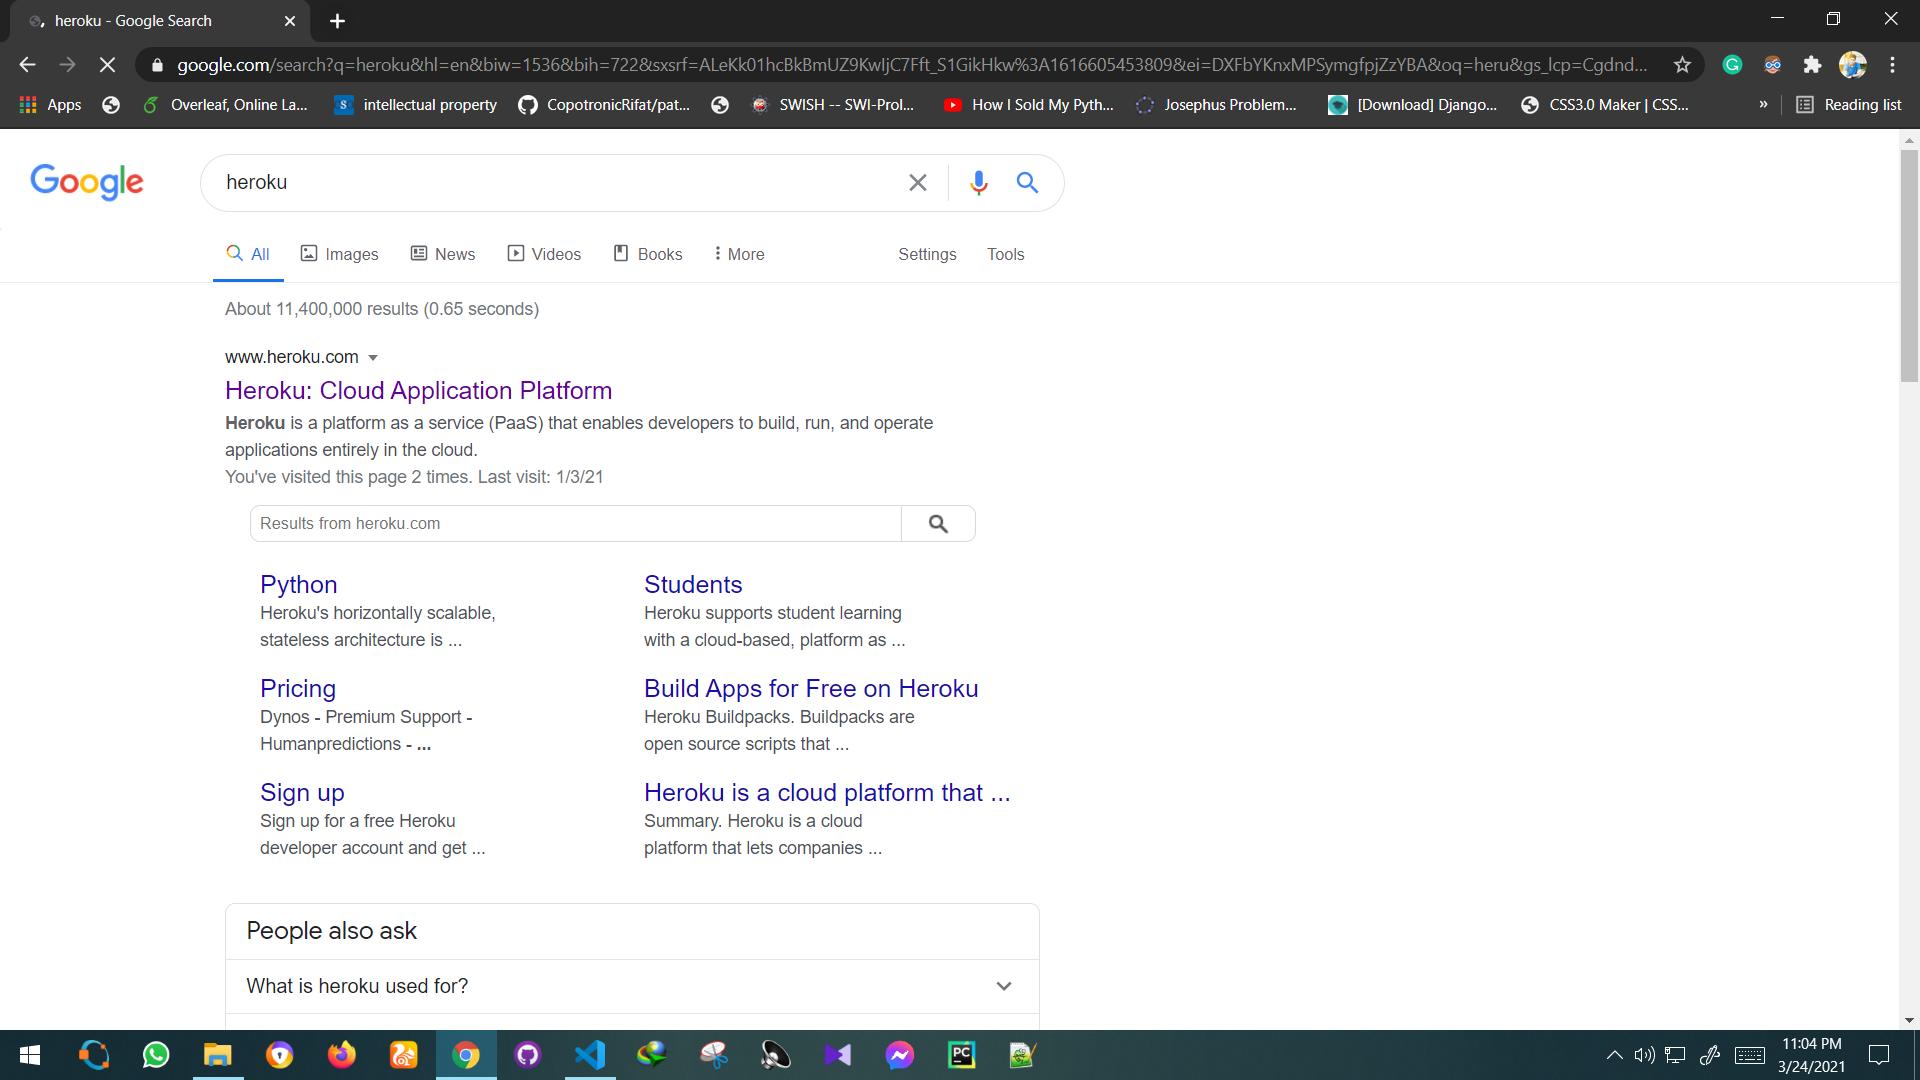 heroku - Google Search
google.com/search?q=heroku&hl=en&biw=1536&bih=722&sxsrf=ALeKk01hcBkBmUZ9KwIjC7Fft_S1GikHkw%3A1616605453809&ei=DXFbYKnxMPSymgfpjZzYBA&oq=heru&gs_lcp=Cgdnd...
Apps Overleaf, Online La... S intellectual property CopotronicRifat/pat... SWISH -- SWI-Prol... How I Sold My Pyth... Josephus Problem... [Download] Django... CSS3.0 Maker | CSS... » Reading list
Google heroku
All Images News Videos Books More Settings Tools
About 11,400,000 results (0.65 seconds)
www.heroku.com
Heroku: Cloud Application Platform
Heroku is a platform as a service (PaaS) that enables developers to build, run, and operate
applications entirely in the cloud.
You've visited this page 2 times. Last visit: 1/3/21
Results from heroku.com
Python
Heroku's horizontally scalable,
stateless architecture is ...
Students
Heroku supports student learning
with a cloud-based, platform as ...
Pricing
Dynos - Premium Support -
Humanpredictions - ...
Build Apps for Free on Heroku
Heroku Buildpacks. Buildpacks are
open source scripts that ...
Sign up
Sign up for a free Heroku
developer account and get ...
Heroku is a cloud platform that ...
Summary. Heroku is a cloud
platform that lets companies ...
People also ask
What is heroku used for?
PC
11:04 PM
3/24/2021